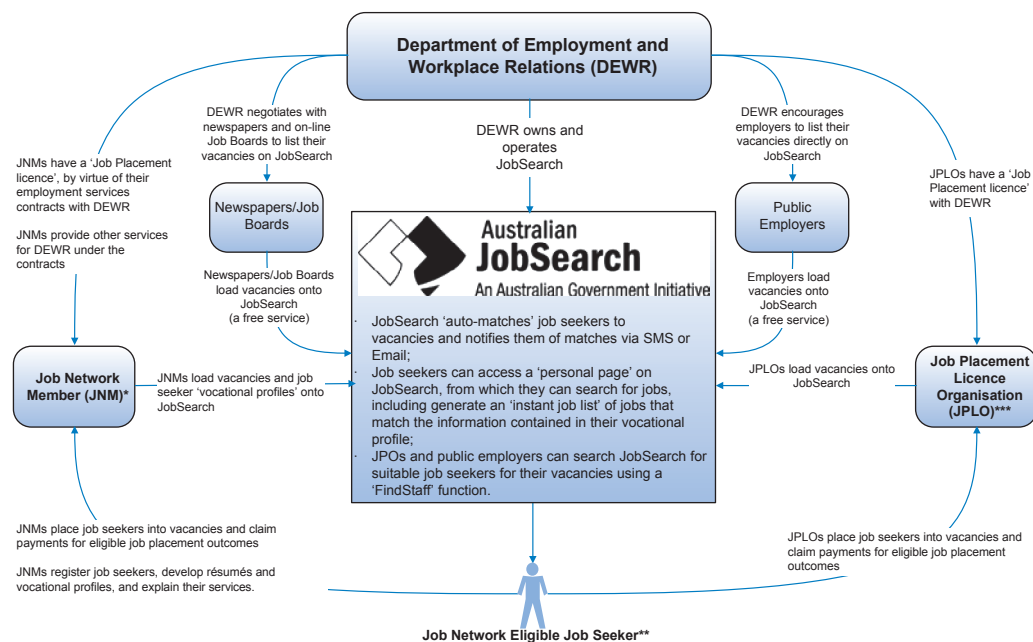 Department of Employment and
Workplace Relations (DEWR)
DEWR negotiates with
newspapers and on-line
Job Boards to list their
vacancies on JobSearch
DEWR owns and
operates
JobSearch
DEWR encourages
employers to list their
vacancies directly on
JobSearch
JNMs have a ‘Job Placement
licence’, by virtue of their
employment services
contracts with DEWR
JNMs provide other services
for DEWR under the
contracts
JPLOs have a ‘Job
Placement licence’
with DEWR
Newspapers/Job
Boards
Public
Employers
Newspapers/Job Boards
load vacancies onto
JobSearch
(a free service)
Australian
JobSearch
An Australian Government Initiative
Employers load
vacancies onto
JobSearch
(a free service)
· JobSearch ‘auto-matches’ job seekers to
vacancies and notifies them of matches via SMS or
Email;
· Job seekers can access a ‘personal page’ on
JobSearch, from which they can search for jobs,
including generate an ‘instant job list’ of jobs that
match the information contained in their vocational
profile;
· JPOs and public employers can search JobSearch for
suitable job seekers for their vacancies using a
‘FindStaff’ function.
Job Network
Member (JNM)*
JNMs load vacancies and job
seeker ‘vocational profiles’ onto
JobSearch
JPLOs load vacancies onto
JobSearch
Job Placement
Licence
Organisation
(JPLO)***
JNMs place job seekers into vacancies and claim
payments for eligible job placement outcomes
JNMs register job seekers, develop résumés and
vocational profiles, and explain their services.
JPLOs place job seekers into vacancies and
claim payments for eligible job placement
outcomes
Job Network Eligible Job Seeker**